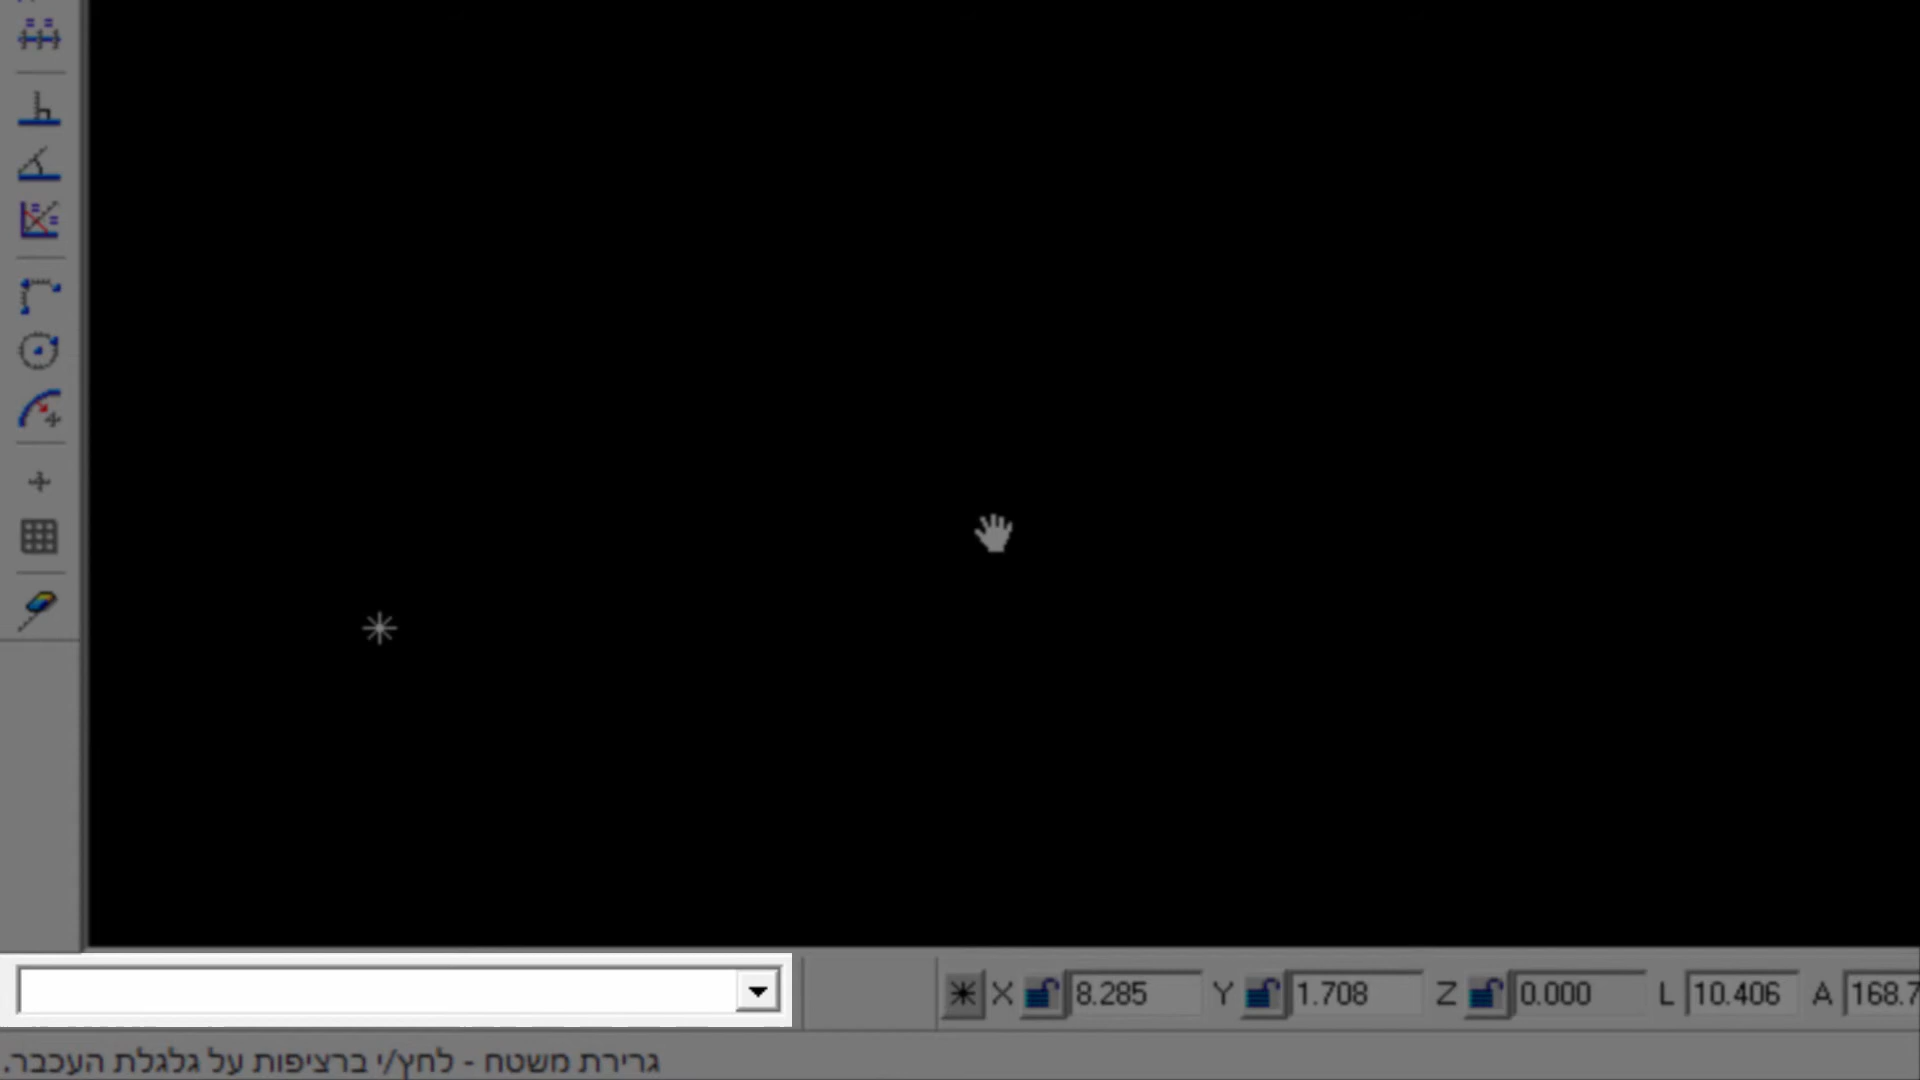 X 8.285 Y 1.708 Z 0.000 L 10.406 A 168.7
גרירת משטח - לחץ/י ברציפות על גלגלת העכבר.